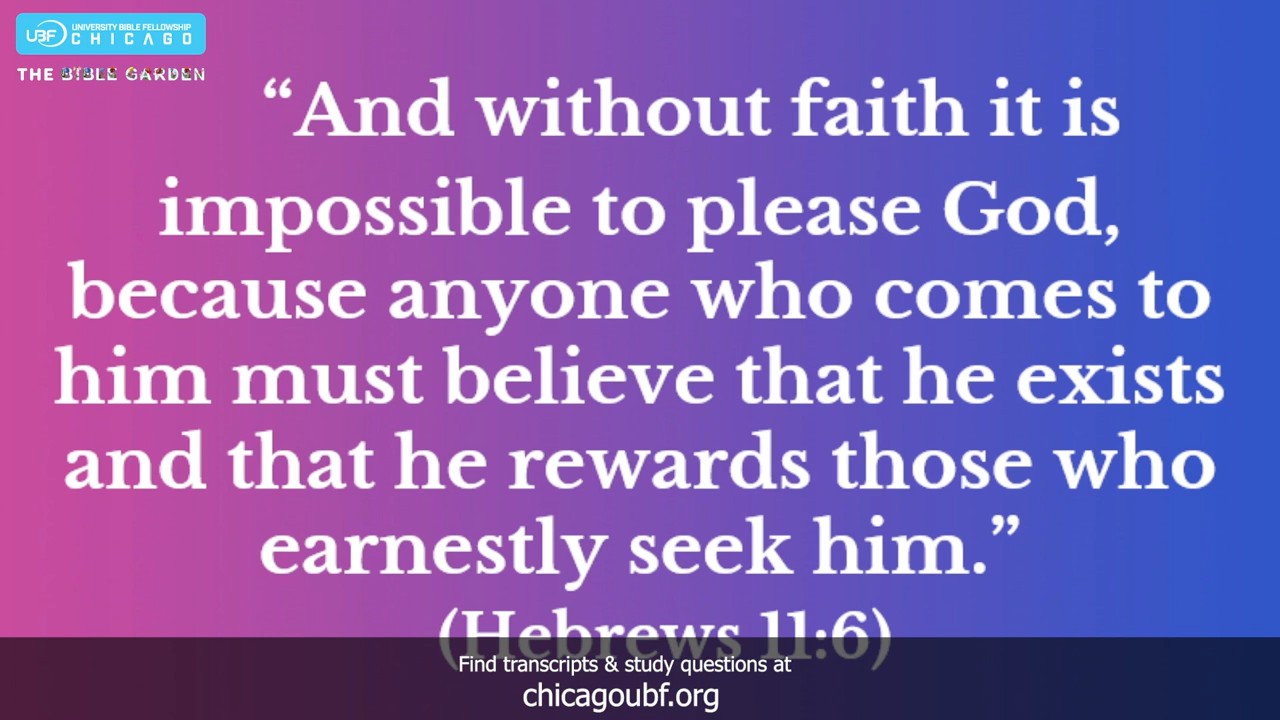 UBF
UNIVERSITY BIBLE FELLOWSHIP
CHICAGO
THE BIBLE GARDEN
“And without faith it is
impossible to please God,
because anyone who comes to
him must believe that he exists
and that he rewards those who
earnestly seek him.”
(Hebrews 11:6)
Find transcripts & study questions at
chicagoubf.org